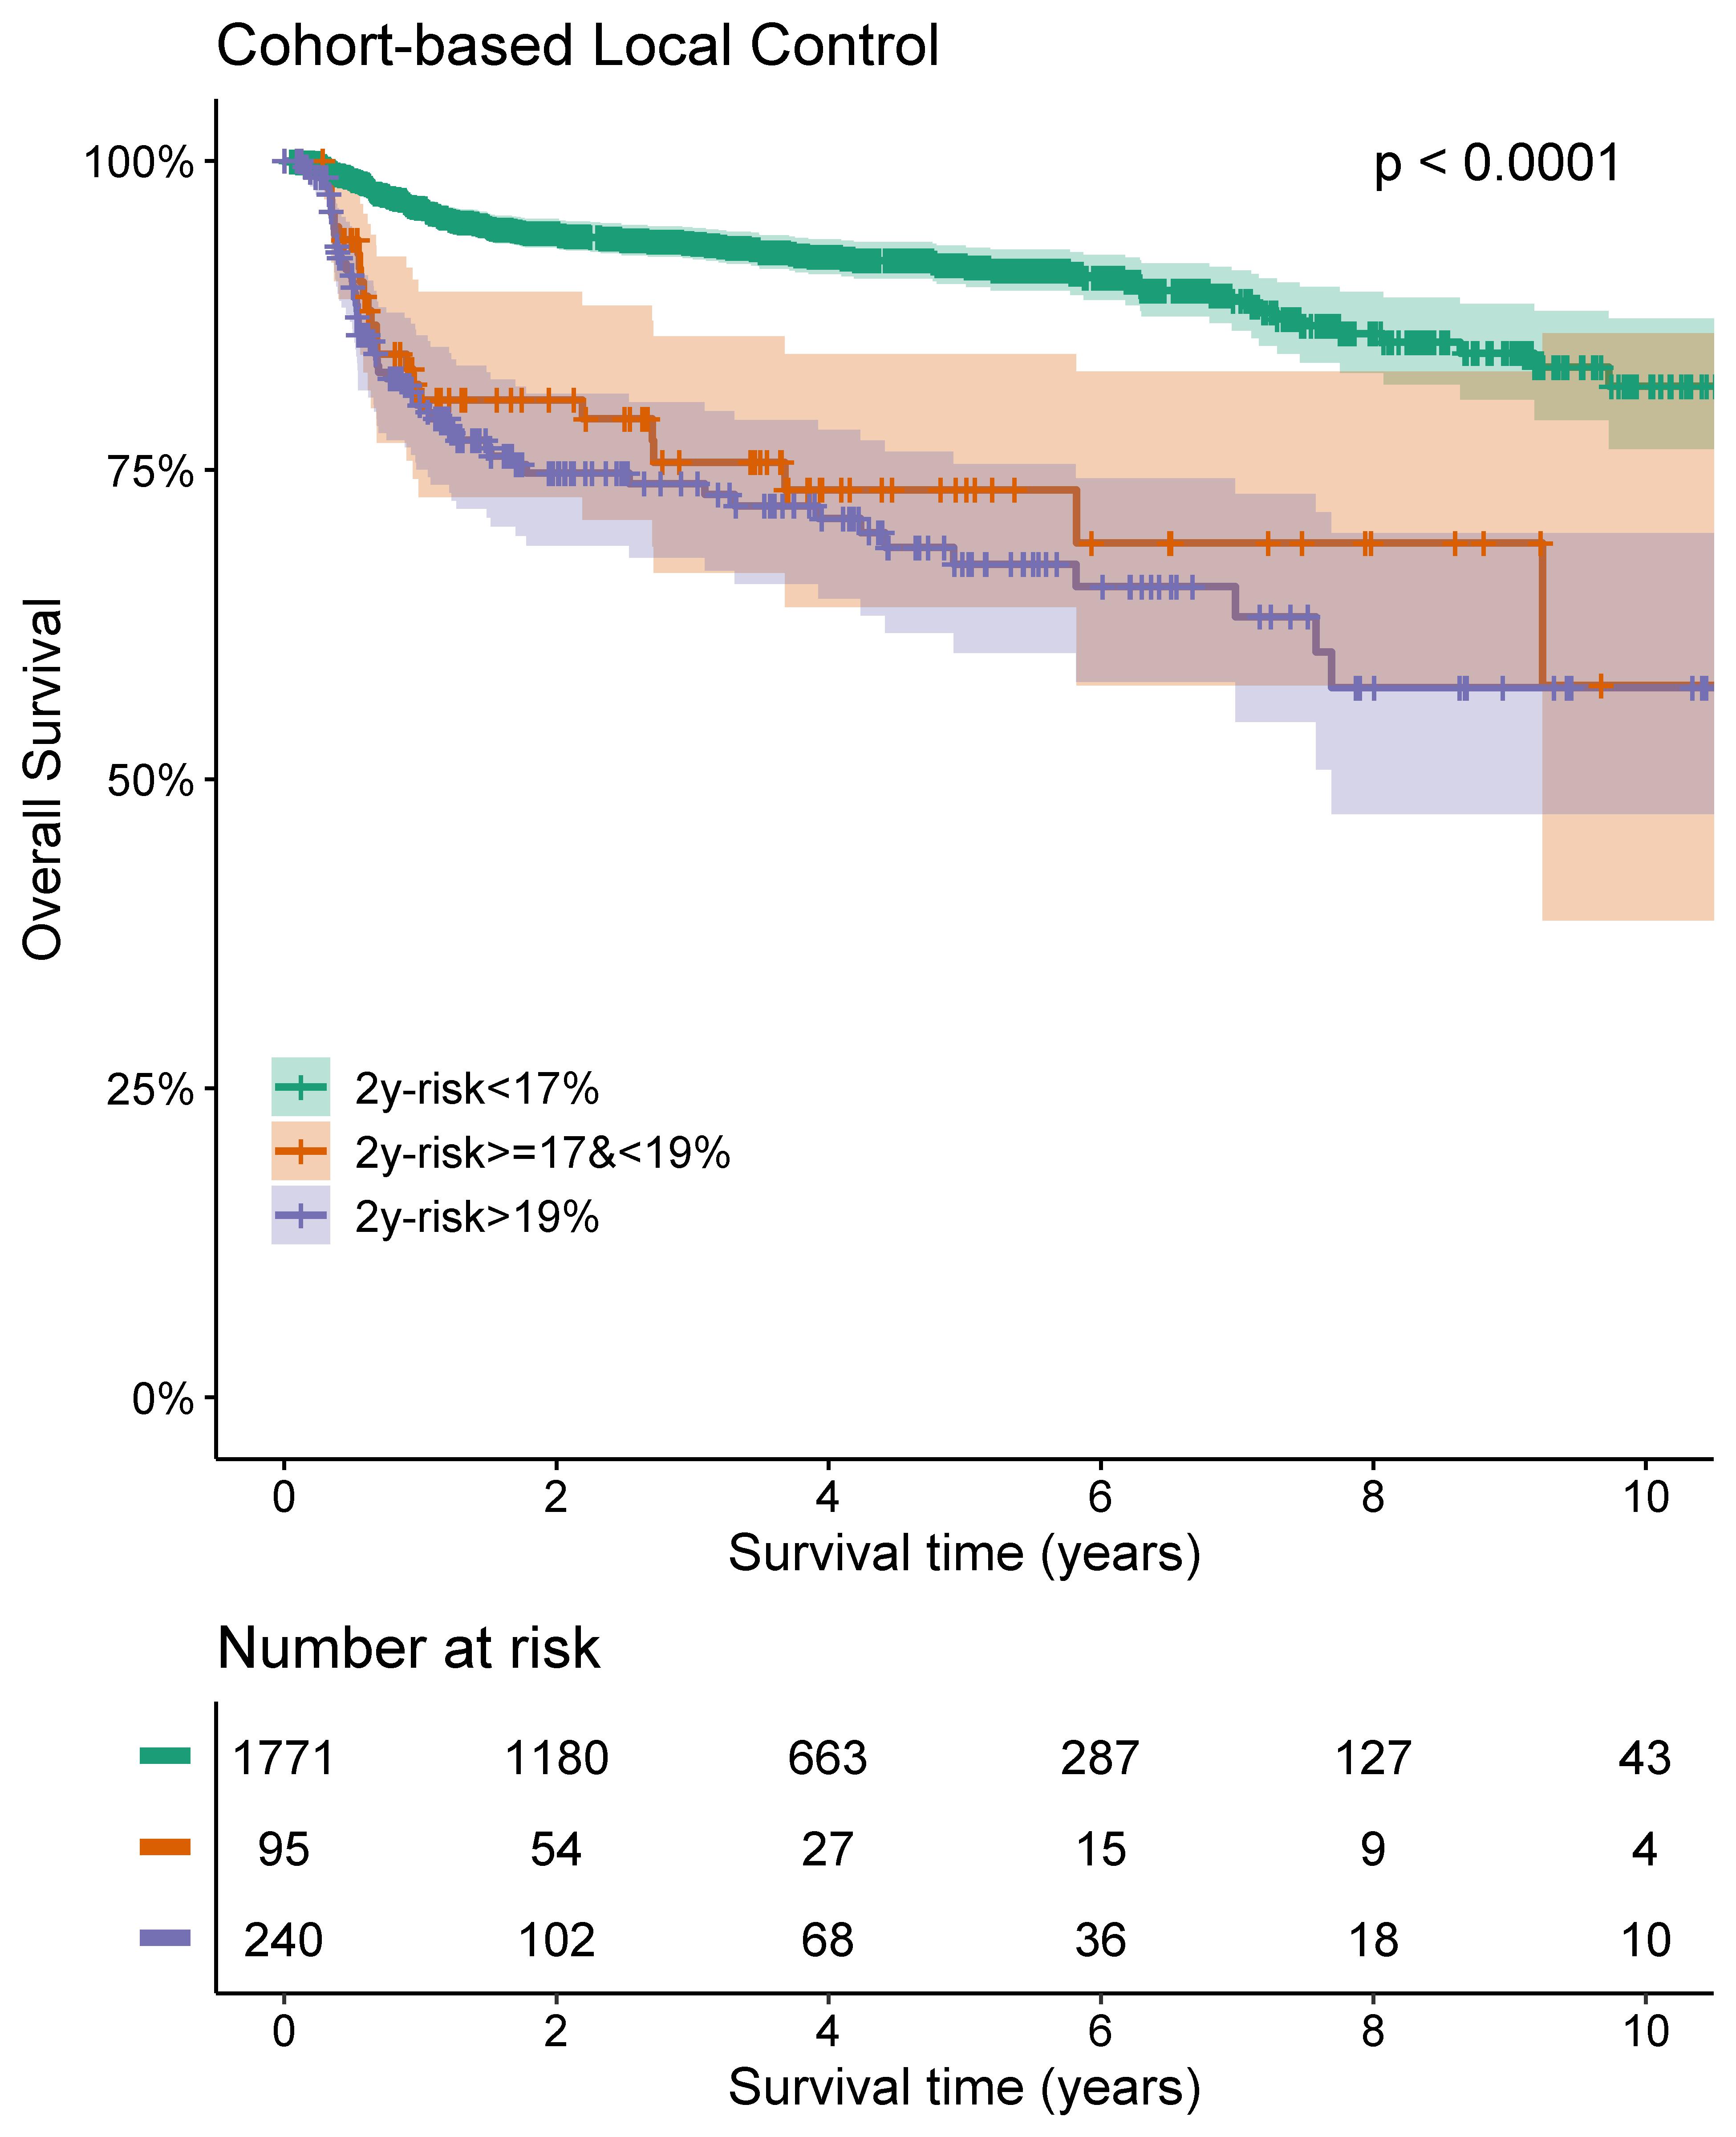 Cohort-based Local Control
p < 0.0001
100%
75%
50%
25%
0%
Overall Survival
2y-risk<17%
2y-risk>=17&<19%
2y-risk>19%
0 2 4 6 8 10
Survival time (years)
Number at risk
1771 1180 663 287 127 43
95 54 27 15 9 4
240 102 68 36 18 10
0 2 4 6 8 10
Survival time (years)